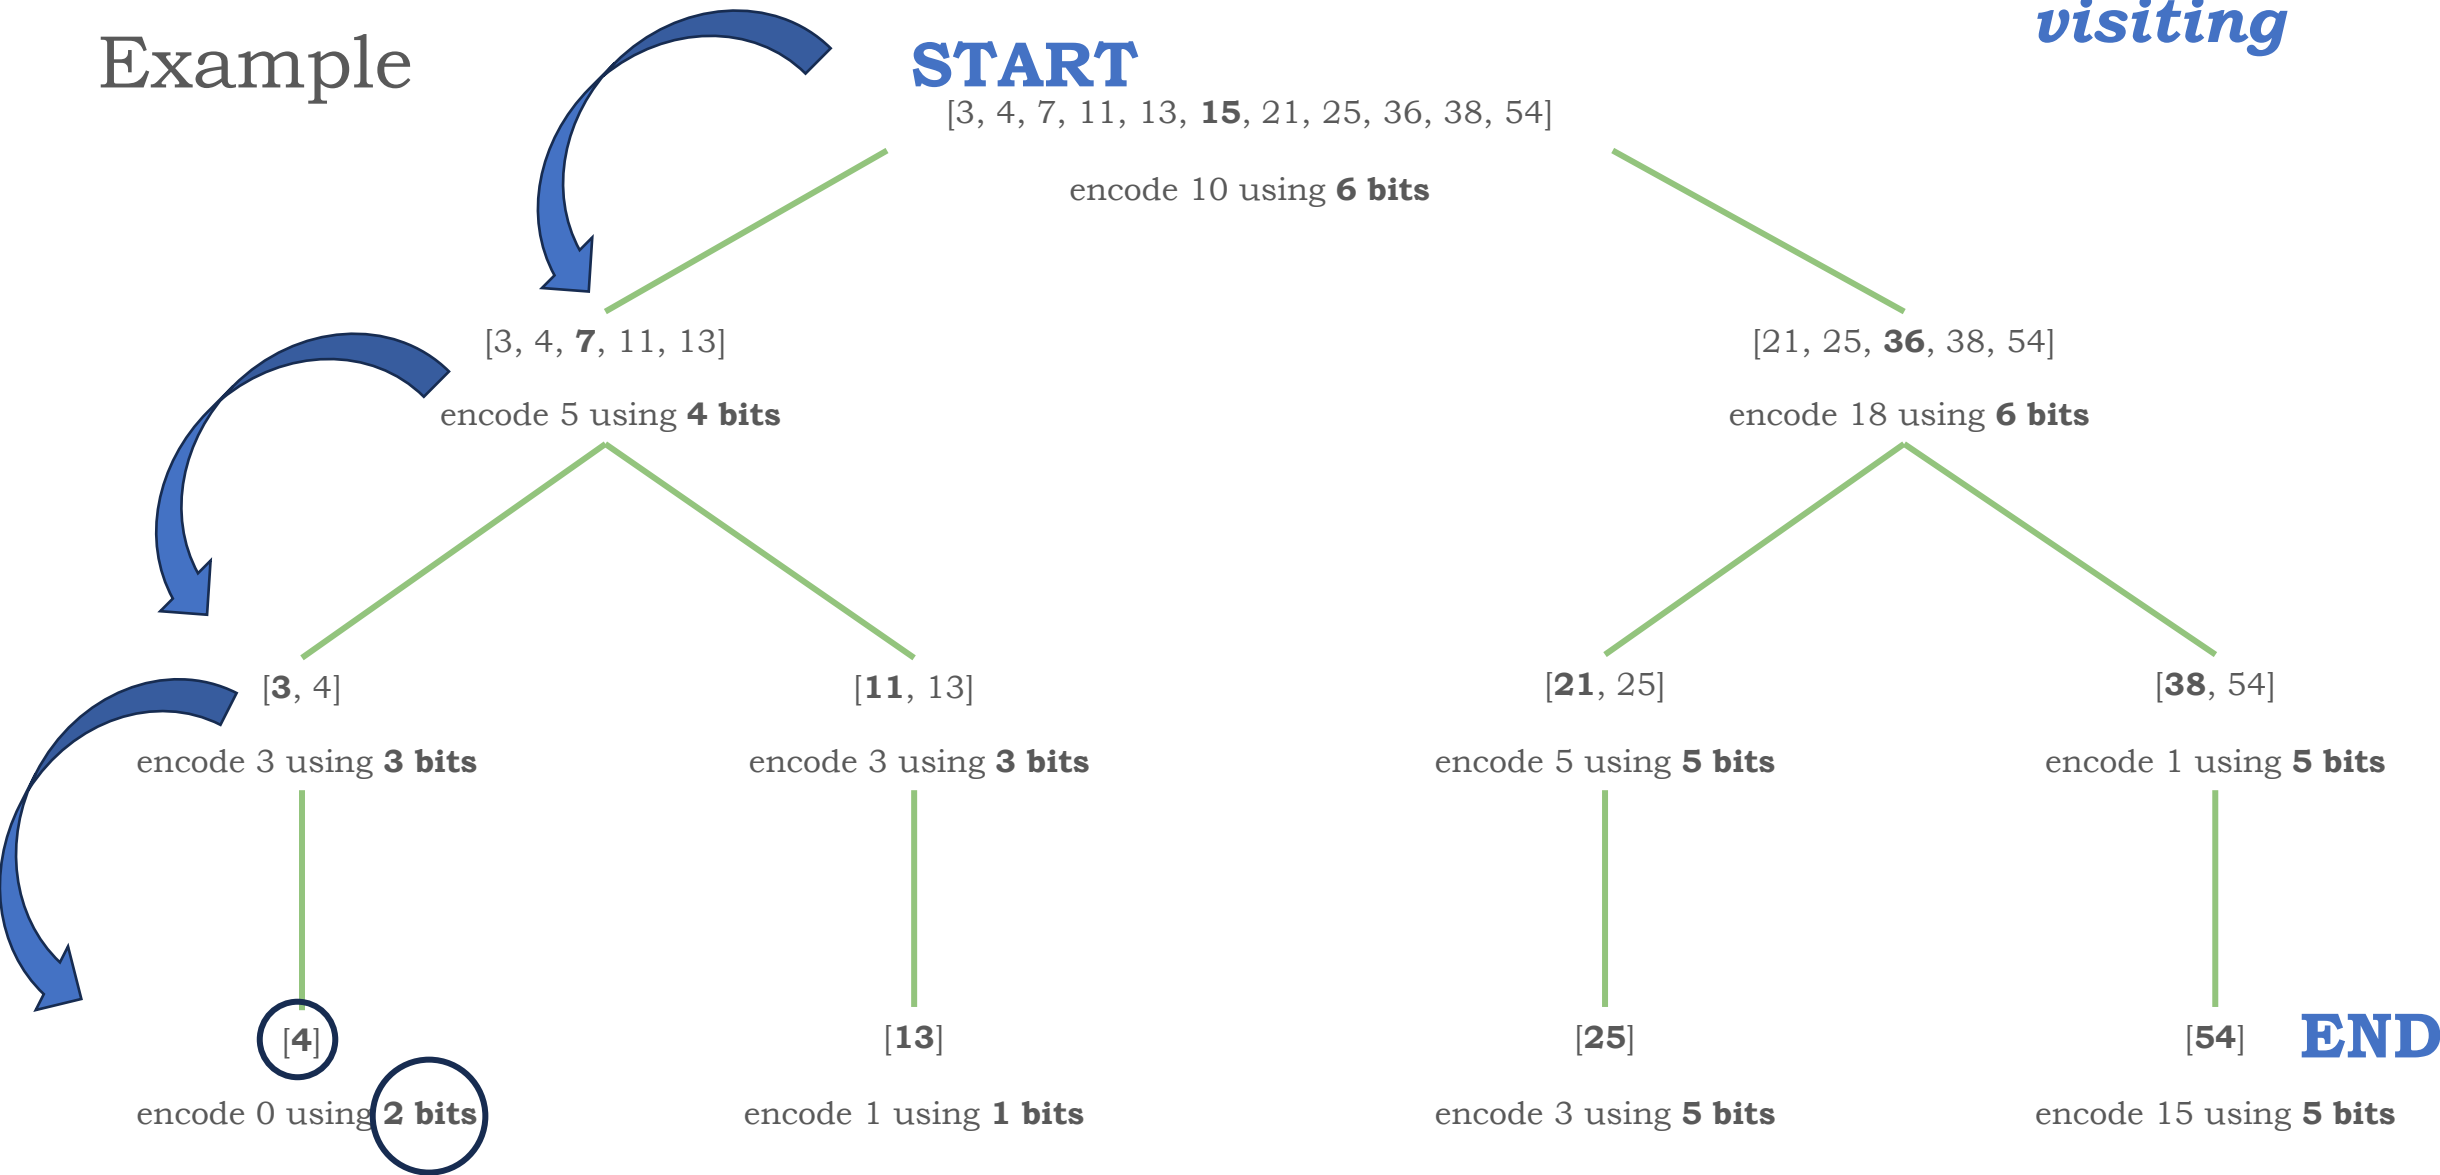 visiting
Example
START
[3, 4, 7, 11, 13, 15, 21, 25, 36, 38, 54]
encode 10 using 6 bits
[3, 4, 7, 11, 13]
encode 5 using 4 bits
[21, 25, 36, 38, 54]
encode 18 using 6 bits
[3, 4]
encode 3 using 3 bits
[11, 13]
encode 3 using 3 bits
[21, 25]
encode 5 using 5 bits
[38, 54]
encode 1 using 5 bits
[4]
encode 0 using 2 bits
[13]
encode 1 using 1 bits
[25]
encode 3 using 5 bits
[54]
END
encode 15 using 5 bits